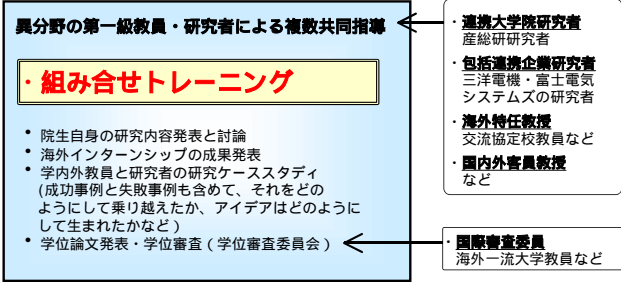 異分野の第一級教員・研究者による複数共同指導
・組み合せトレーニング
• 院生自身の研究内容発表と討論
• 海外インターンシップの成果発表
• 学内外教員と研究者の研究ケーススタディ
(成功事例と失敗事例も含めて、それをどの
ようにして乗り越えたか、アイデアはどのように
して生まれたかなど）
• 学位論文発表・学位審査（学位審査委員会）
・連携大学院研究者
産総研研究者
・包括連携企業研究者
三洋電機・富士電気
システムズの研究者
・海外特任教授
交流協定校教員など
・国内外客員教授
など
・国際審査委員
海外一流大学教員など